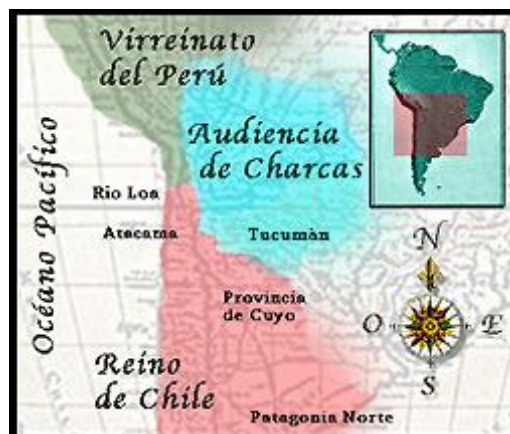 Virreinato
del Perú
Audiencia
de Charcas
Océano Pacífico
Rio Loa
Atacama
Tucumàn
Provincia
de Cuyo
Reino
de Chile
Patagonia Norte
N
O
E
S